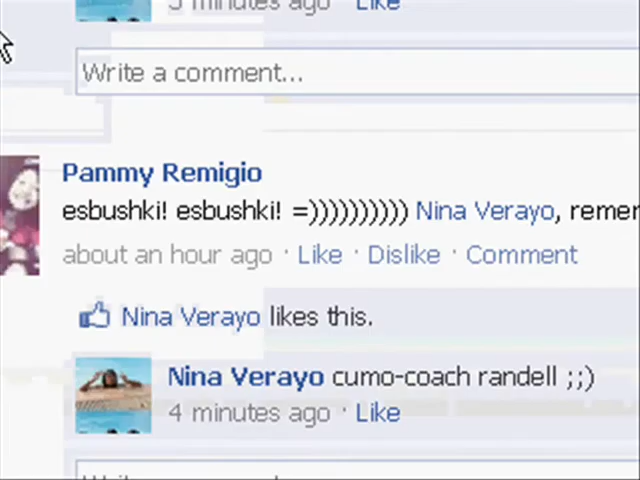 5 minutes ago · Like
Write a comment...
Pammy Remigio
esbushki! esbushki! =)))))))))) Nina Verayo,
about an hour ago · Like · Dislike · Comment
Nina Verayo likes this.
Nina Verayo cumo-coach randell ;;)
4 minutes ago · Like